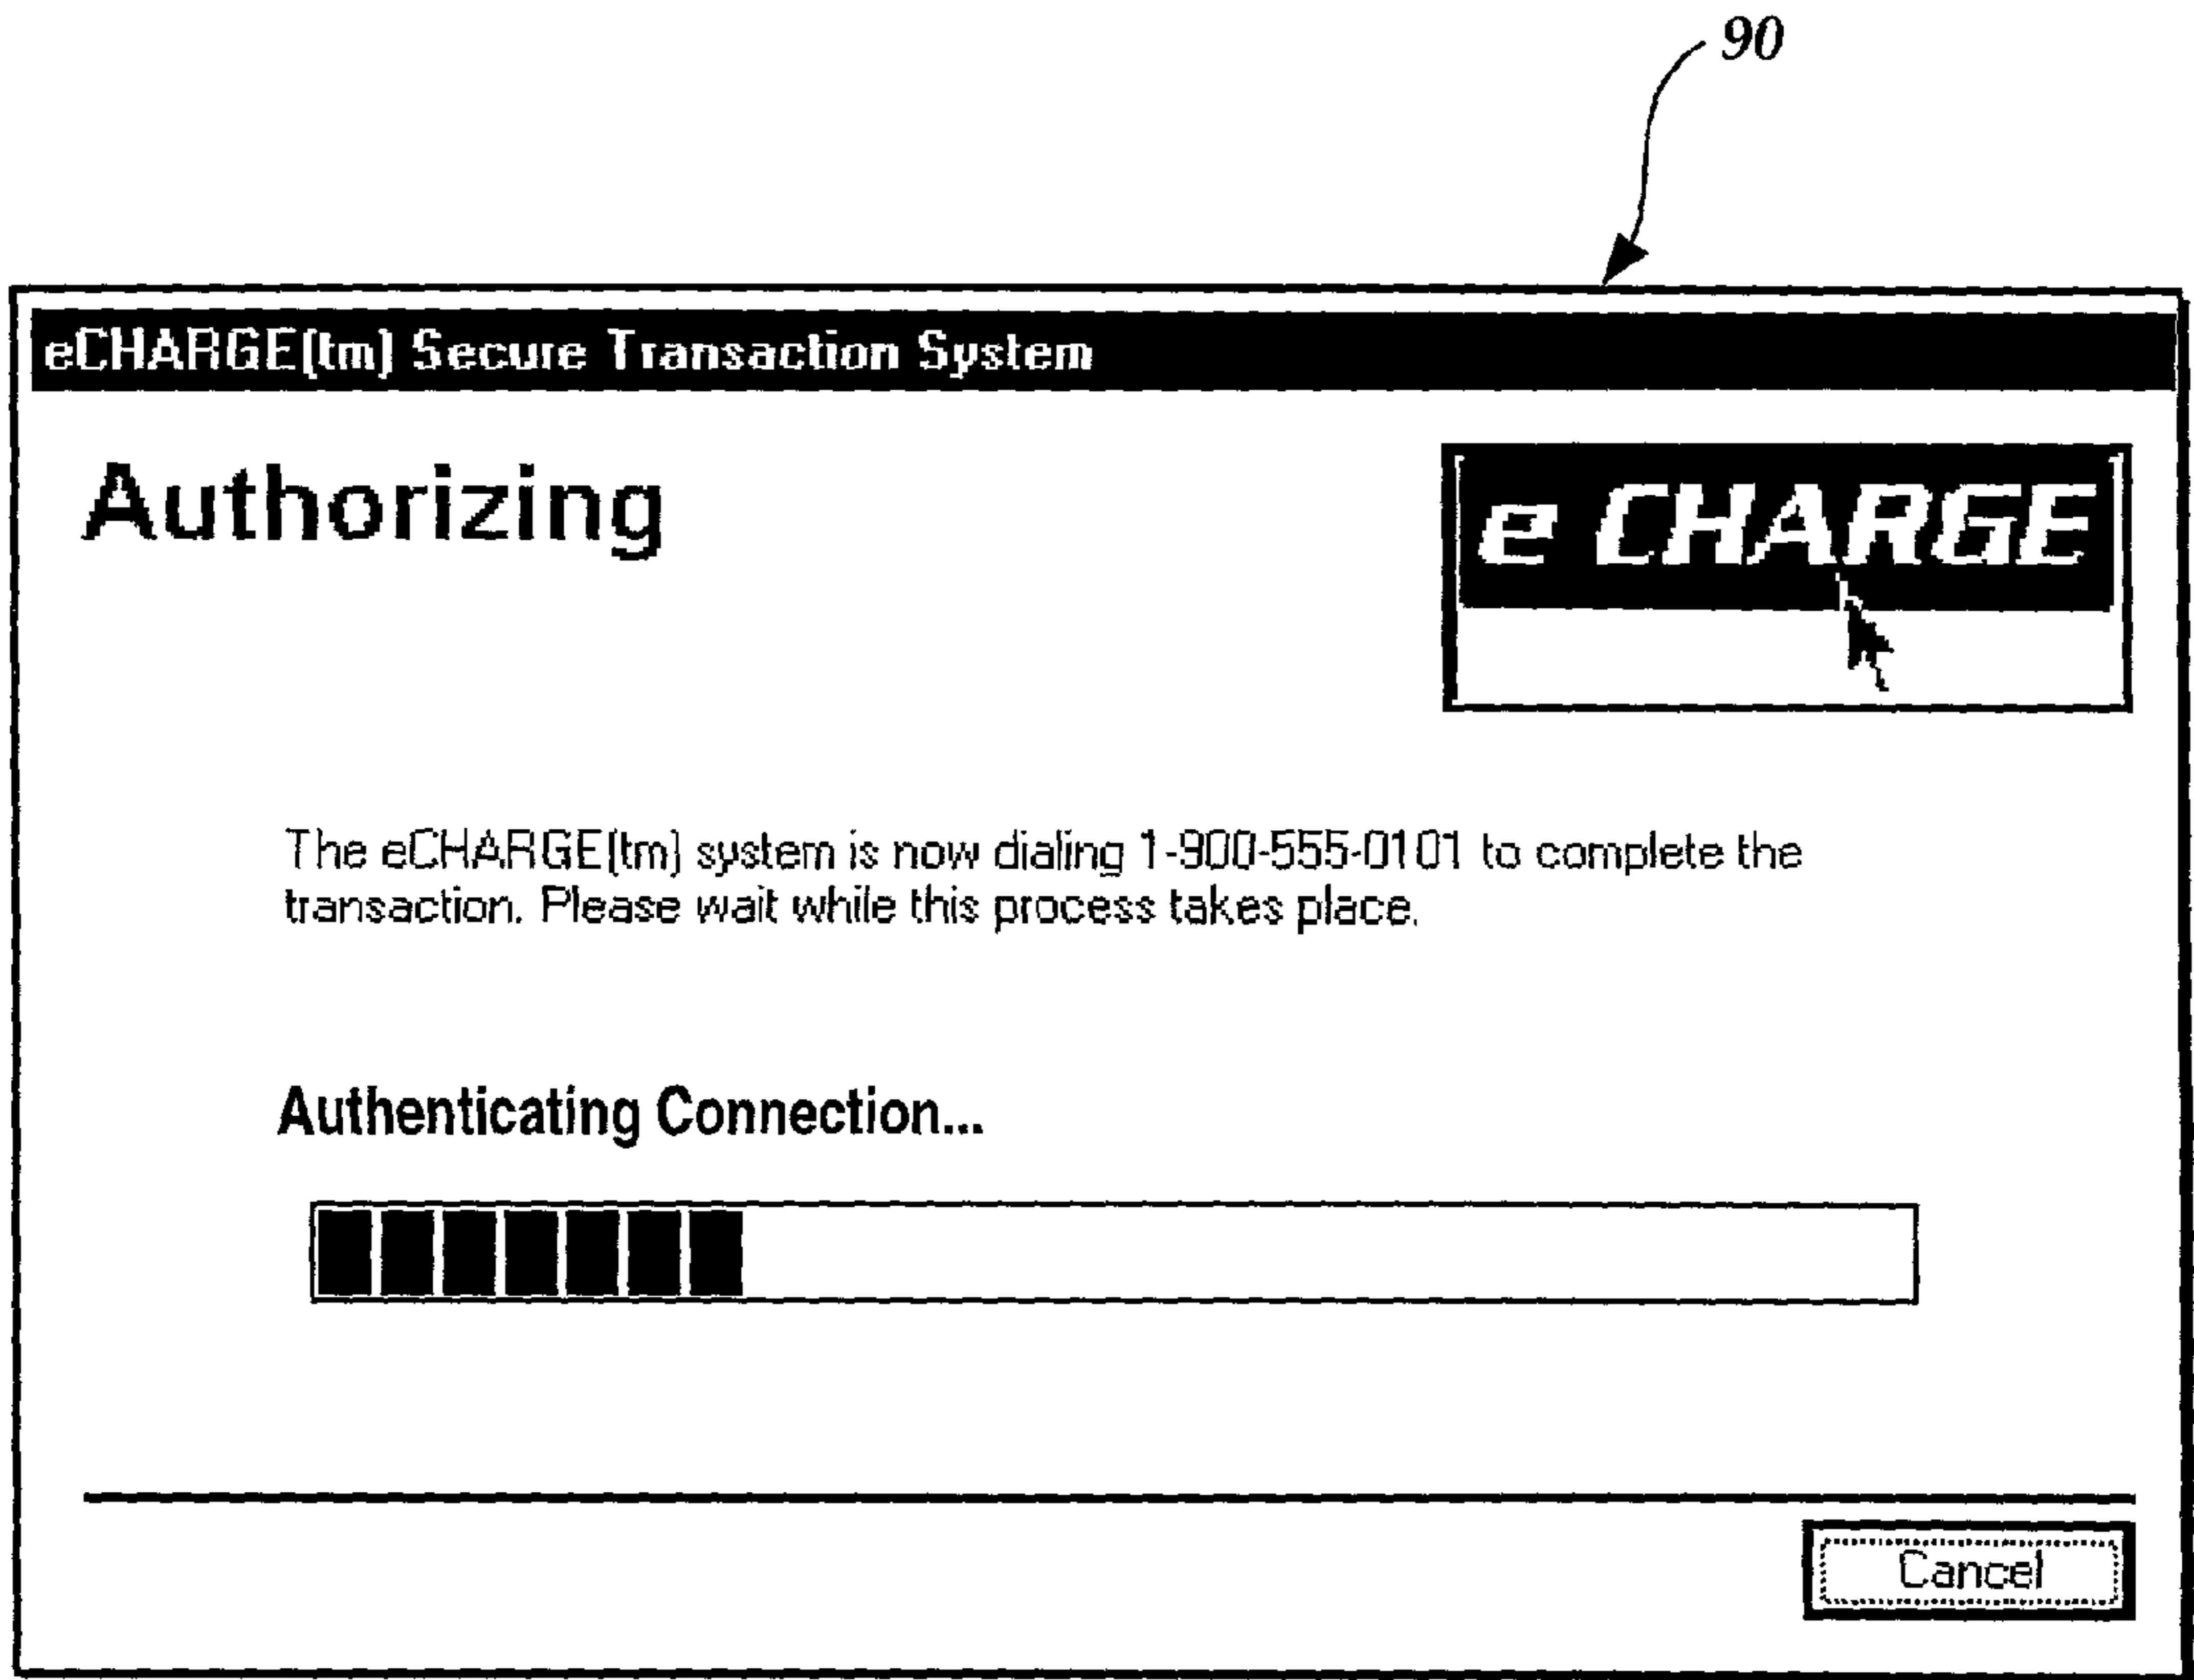 90
eCHARGE(tm) Secure Transaction System
Authorizing
e CHARGE
The eCHARGE(tm) system is now dialing 1-900-555-0101 to complete the
transaction. Please wait while this process takes place.
Authenticating Connection...
Cancel